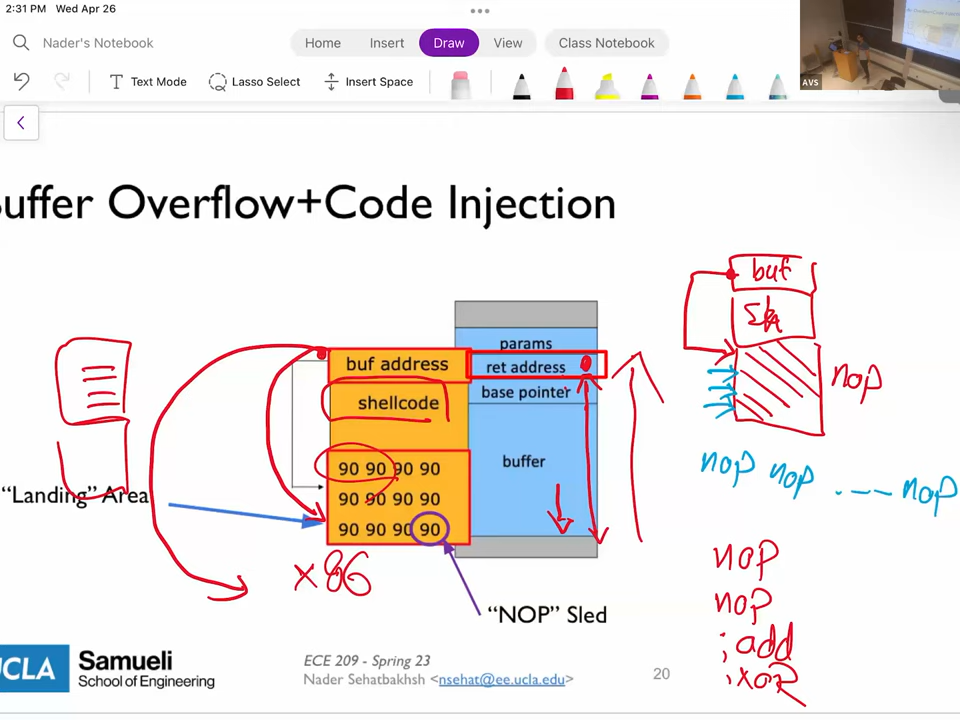 2:31 PM Wed Apr 26
Nader's Notebook
Home Insert Draw View Class Notebook
Text Mode Lasso Select Insert Space
AVS
uffer Overflow+Code Injection
buf
nop
params
buf address
ret address
base pointer
shellcode
buffer
90 90 90 90
90 90 90 90
90 90 90 90
"Landing" Area
nop nop . --- nop
x86
"NOP" Sled
nop
nop
; add
; xor
UCLA Samueli
School of Engineering
ECE 209 - Spring 23
Nader Sehatbakhsh <nsehat@ee.ucla.edu>
20